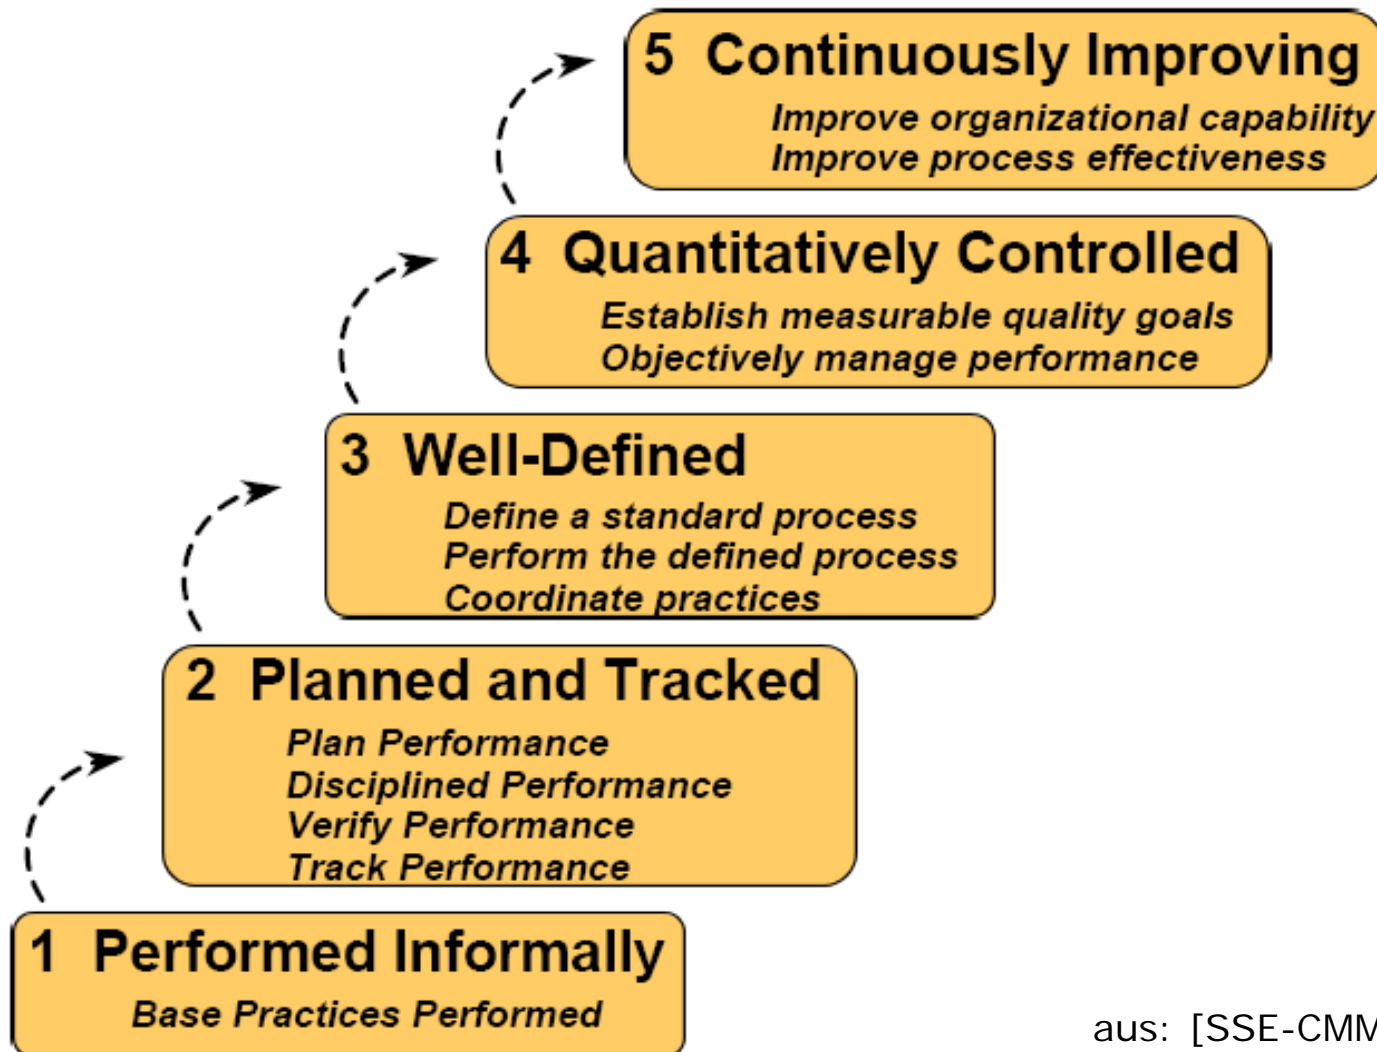 5 Continuously Improving
Improve organizational capability
Improve process effectiveness
4 Quantitatively Controlled
Establish measurable quality goals
Objectively manage performance
3 Well-Defined
Define a standard process
Perform the defined process
Coordinate practices
2 Planned and Tracked
Plan Performance
Disciplined Performance
Verify Performance
Track Performance
1 Performed Informally
Base Practices Performed
aus: [SSE-CMM